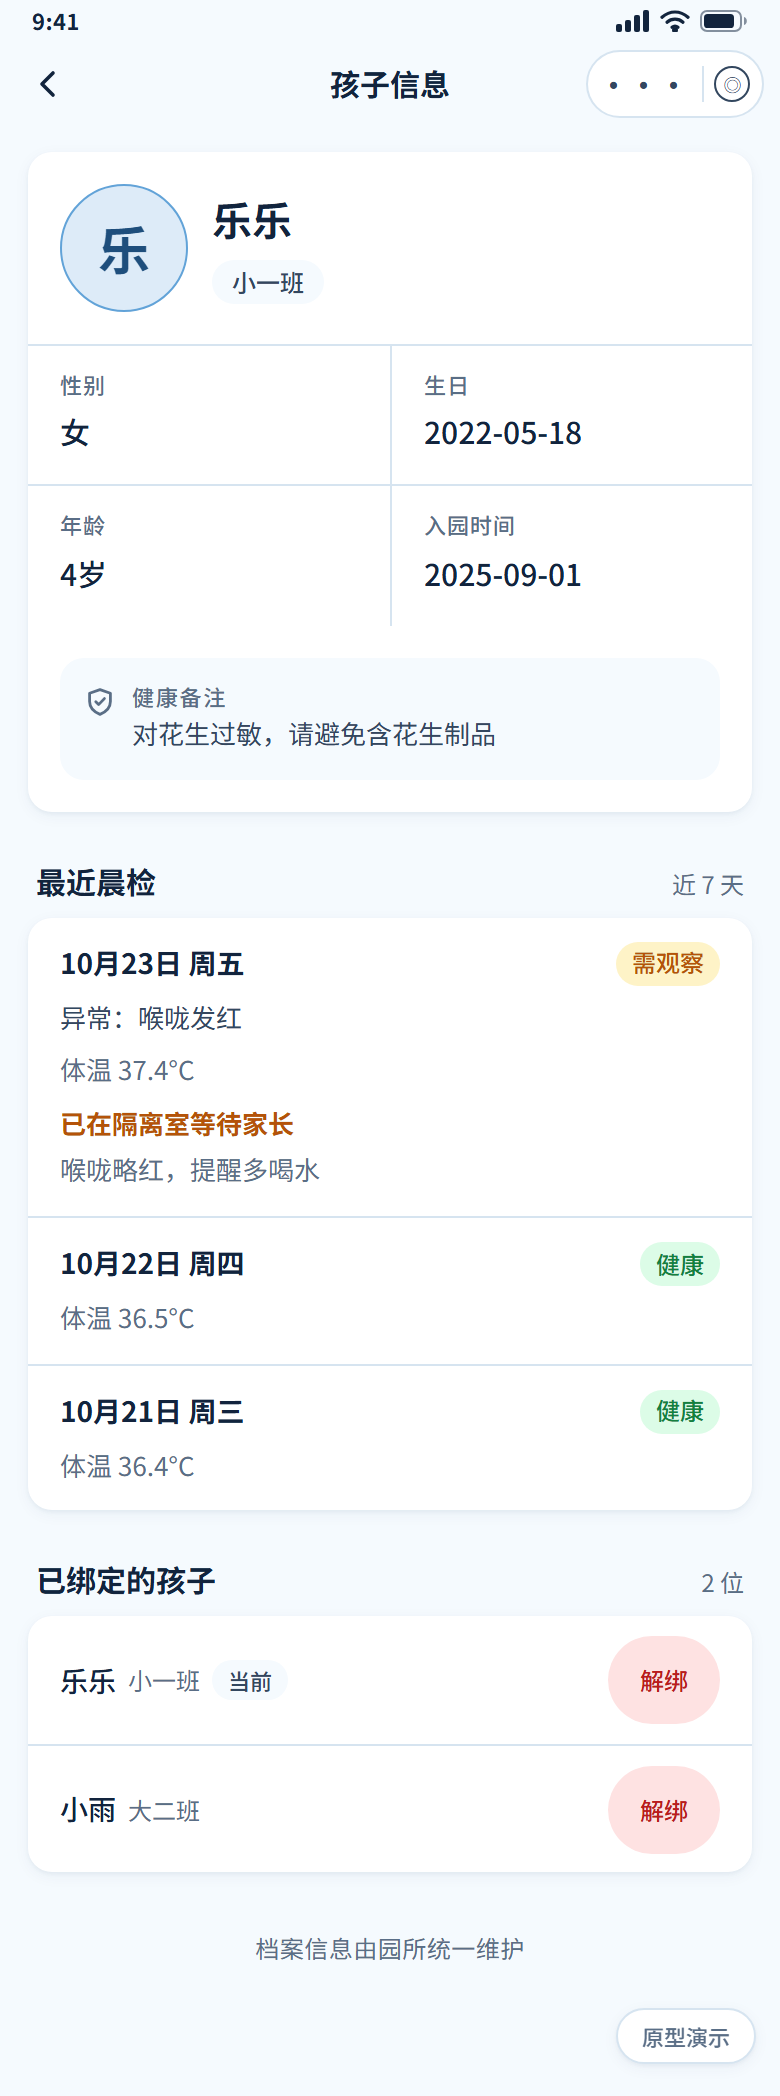 9:41
孩子信息
乐
乐乐
小一班
性别
女
生日
2022-05-18
年龄
4岁
入园时间
2025-09-01
健康备注
对花生过敏，请避免含花生制品
最近晨检
近 7 天
10月23日 周五
需观察
异常：喉咙发红
体温 37.4°C
已在隔离室等待家长
喉咙略红，提醒多喝水
10月22日 周四
健康
体温 36.5°C
10月21日 周三
健康
体温 36.4°C
已绑定的孩子
2 位
乐乐 小一班 当前
解绑
小雨 大二班
解绑
档案信息由园所统一维护
原型演示